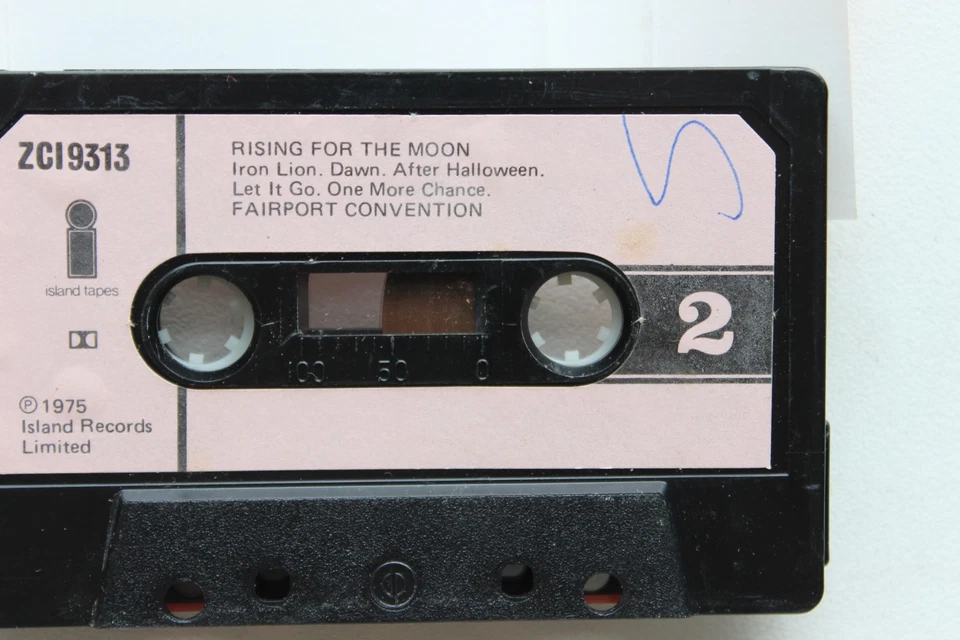 ZCI9313
RISING FOR THE MOON
Iron Lion. Dawn. After Halloween.
Let It Go. One More Chance.
FAIRPORT CONVENTION
island tapes
100 50 0
2
℗ 1975
Island Records
Limited